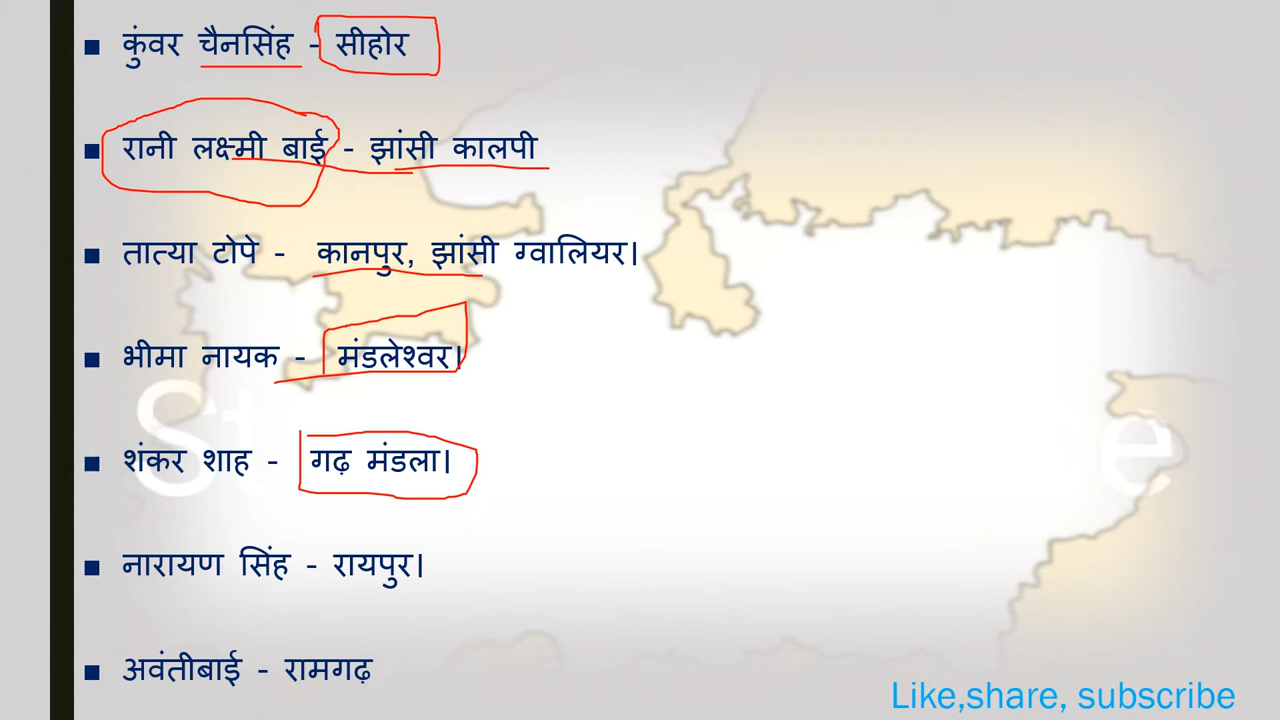 कुंवर चैनसिंह - सीहोर
रानी लक्ष्मी बाई - झांसी कालपी
तात्या टोपे - कानपुर, झांसी ग्वालियर।
भीमा नायक - मंडलेश्वर।
शंकर शाह - गढ़ मंडला।
नारायण सिंह - रायपुर।
अवंतीबाई - रामगढ़
Like,share, subscribe